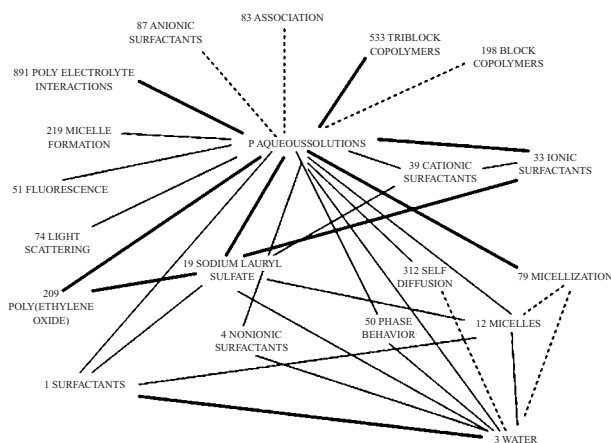 83 ASSOCIATION
87 ANIONIC
SURFACTANTS
533 TRIBLOCK
COPOLYMERS
198 BLOCK
COPOLYMERS
891 POLY ELECTROLYTE
INTERACTIONS
219 MICELLE
FORMATION
P AQUEOUSSOLUTIONS
39 CATIONIC
SURFACTANTS
33 IONIC
SURFACTANTS
51 FLUORESCENCE
74 LIGHT
SCATTERING
19 SODIUM LAURYL
SULFATE
312 SELF
DIFFUSION
79 MICELLIZATION
209
POLY(ETHYLENE
OXIDE)
4 NONIONIC
SURFACTANTS
50 PHASE
BEHAVIOR
12 MICELLES
1 SURFACTANTS
3 WATER